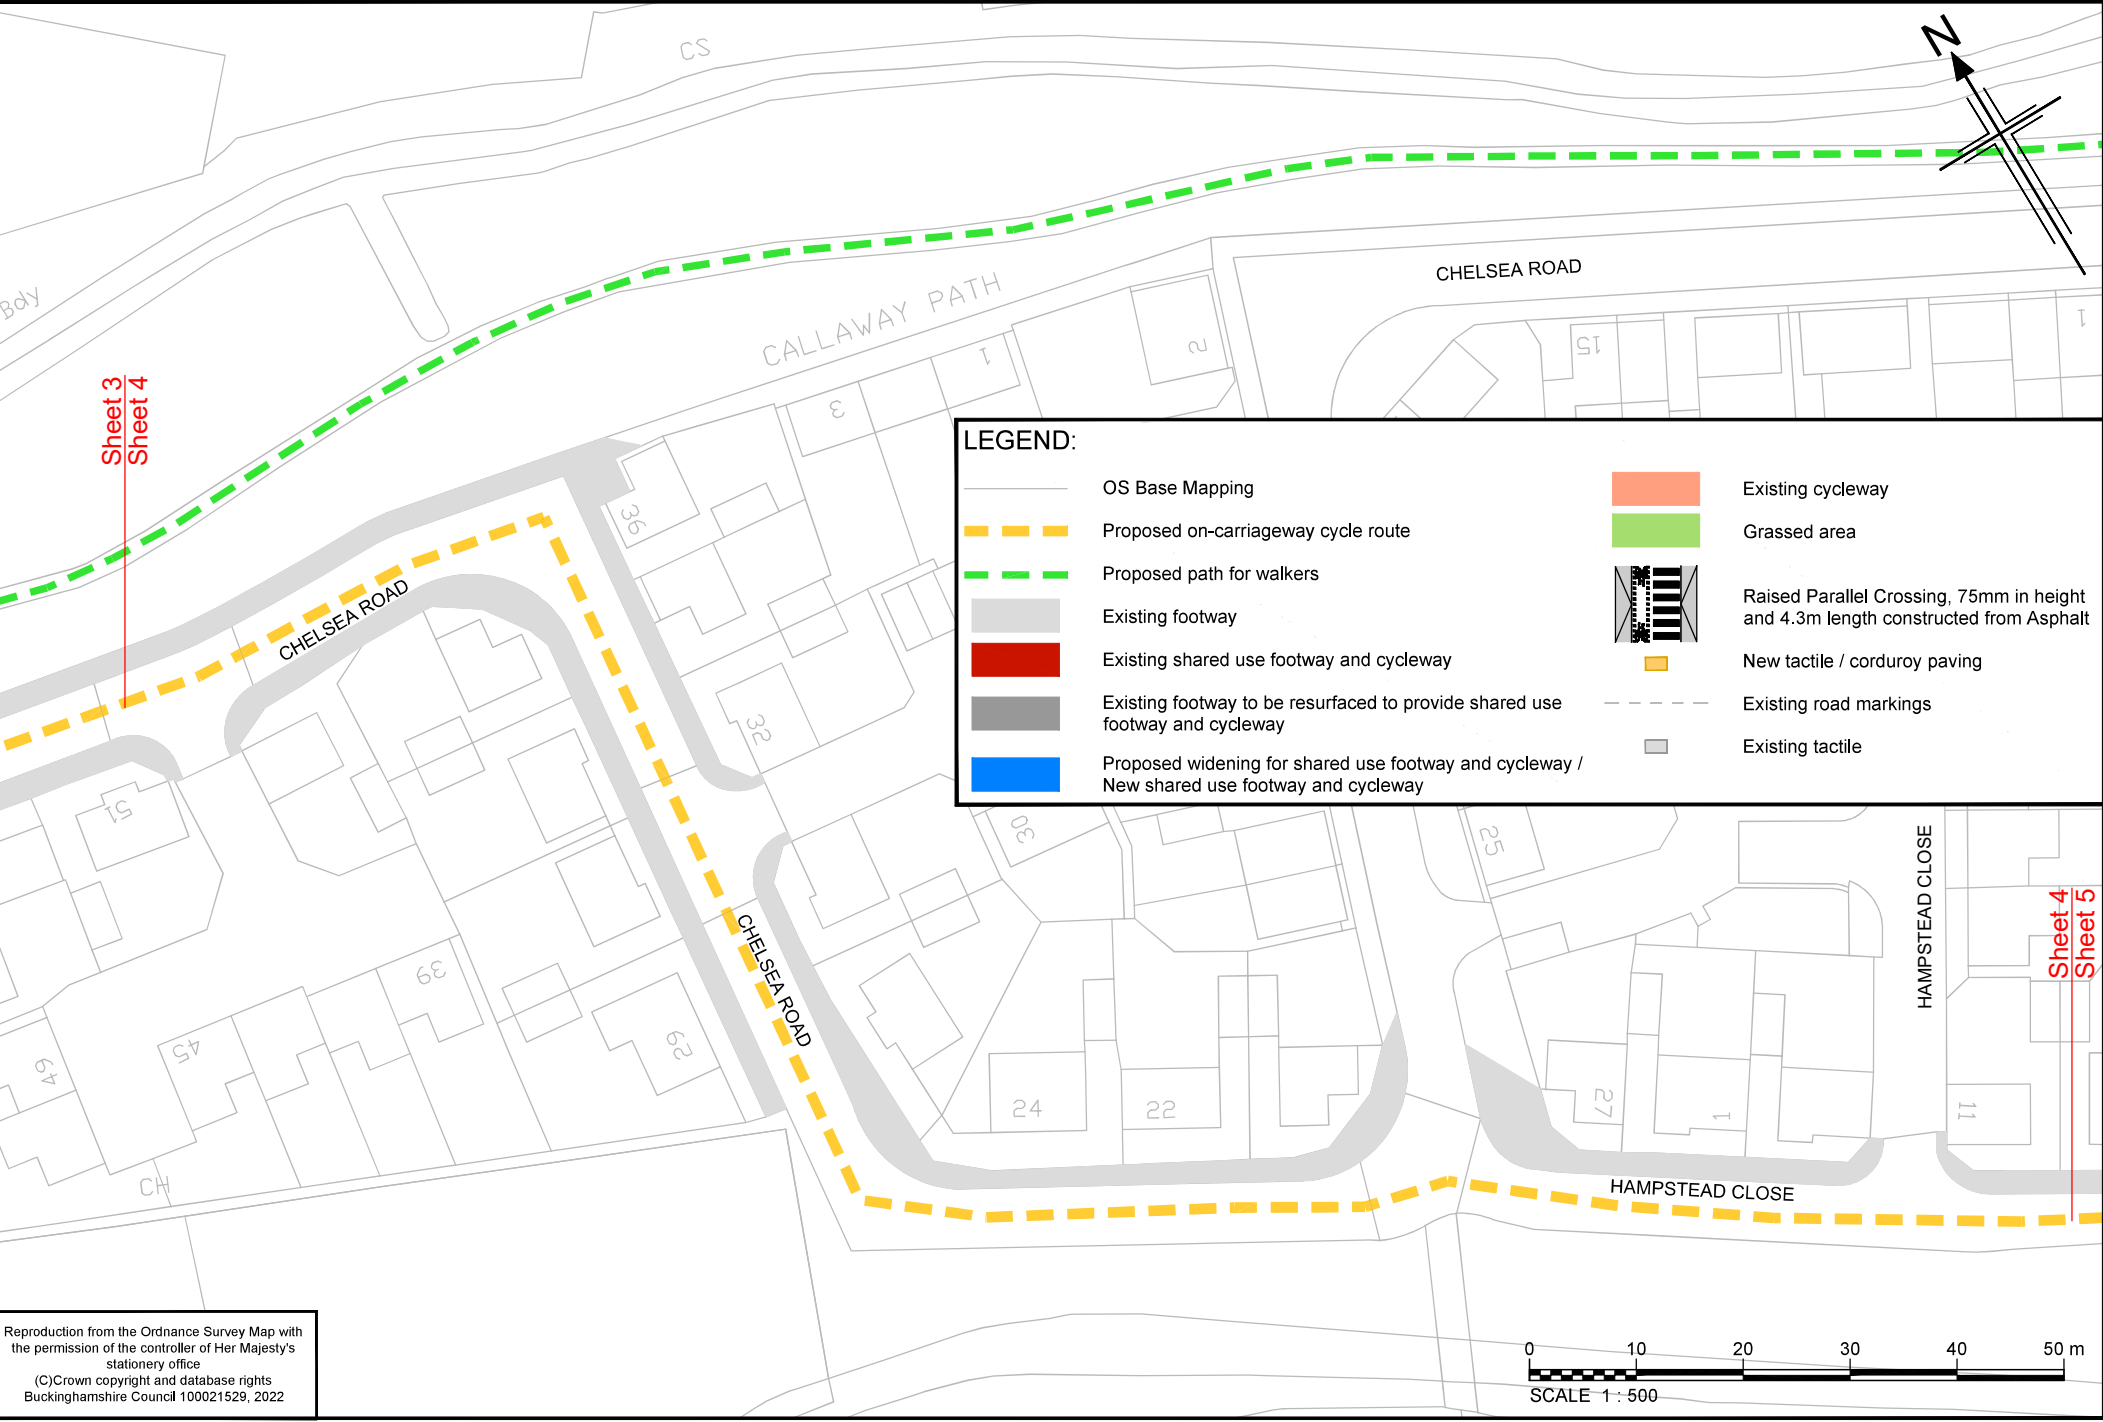 CS
N
Bdy
CALLAWAY PATH
CHELSEA ROAD
1
2
3
1
15
Sheet 3
Sheet 4
36
CHELSEA ROAD
32
51
LEGEND:
OS Base Mapping
Proposed on-carriageway cycle route
Proposed path for walkers
Existing footway
Existing shared use footway and cycleway
Existing footway to be resurfaced to provide shared use
footway and cycleway
Proposed widening for shared use footway and cycleway /
New shared use footway and cycleway
Existing cycleway
Grassed area
Raised Parallel Crossing, 75mm in height
and 4.3m length constructed from Asphalt
New tactile / corduroy paving
Existing road markings
Existing tactile
30
25
HAMPSTEAD CLOSE
Sheet 4
Sheet 5
CHELSEA ROAD
39
45
49
29
24
22
27
1
11
CH
HAMPSTEAD CLOSE
Reproduction from the Ordnance Survey Map with
the permission of the controller of Her Majesty's
stationery office
(C)Crown copyright and database rights
Buckinghamshire Council 100021529, 2022
0 10 20 30 40 50 m
SCALE 1 : 500